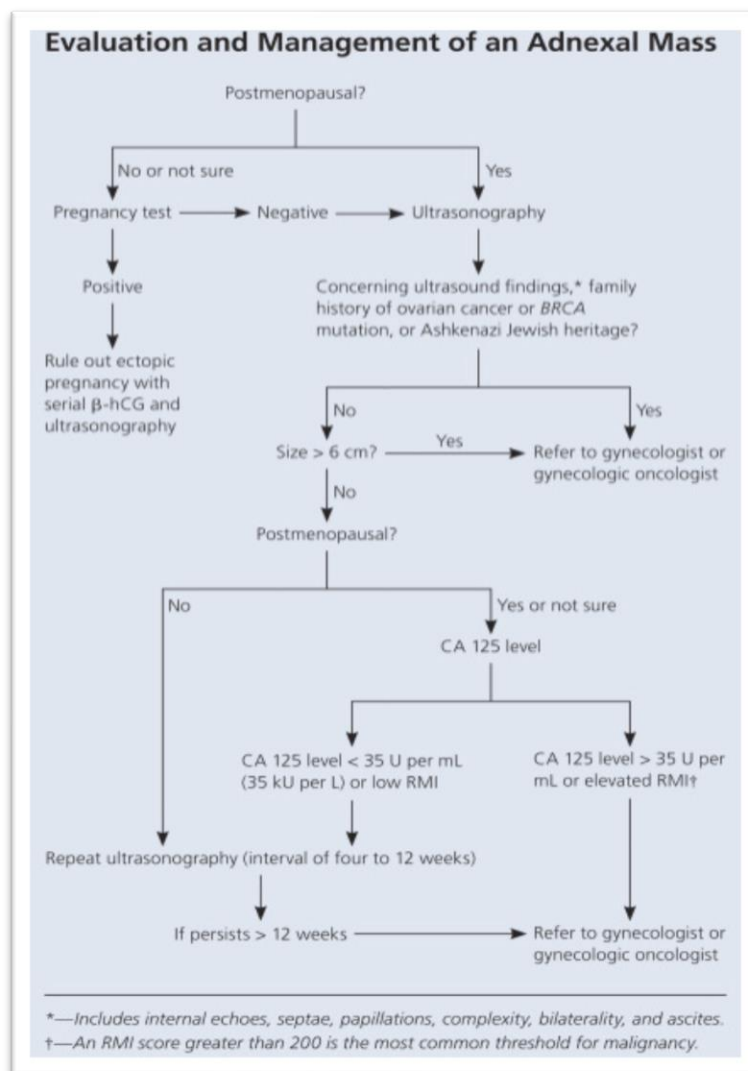 Evaluation and Management of an Adnexal Mass
Postmenopausal?
No or not sure
Yes
Pregnancy test
Negative
Ultrasonography
Positive
Concerning ultrasound findings,* family
history of ovarian cancer or BRCA
mutation, or Ashkenazi Jewish heritage?
Rule out ectopic
pregnancy with
serial β-hCG and
ultrasonography
No
Yes
Size > 6 cm?
Yes
Refer to gynecologist or
gynecologic oncologist
No
Postmenopausal?
No
Yes or not sure
CA 125 level
CA 125 level < 35 U per mL
(35 kU per L) or low RMI
CA 125 level > 35 U per
mL or elevated RMI†
Repeat ultrasonography (interval of four to 12 weeks)
If persists > 12 weeks
Refer to gynecologist or
gynecologic oncologist
*—Includes internal echoes, septae, papillations, complexity, bilaterality, and ascites.
†—An RMI score greater than 200 is the most common threshold for malignancy.